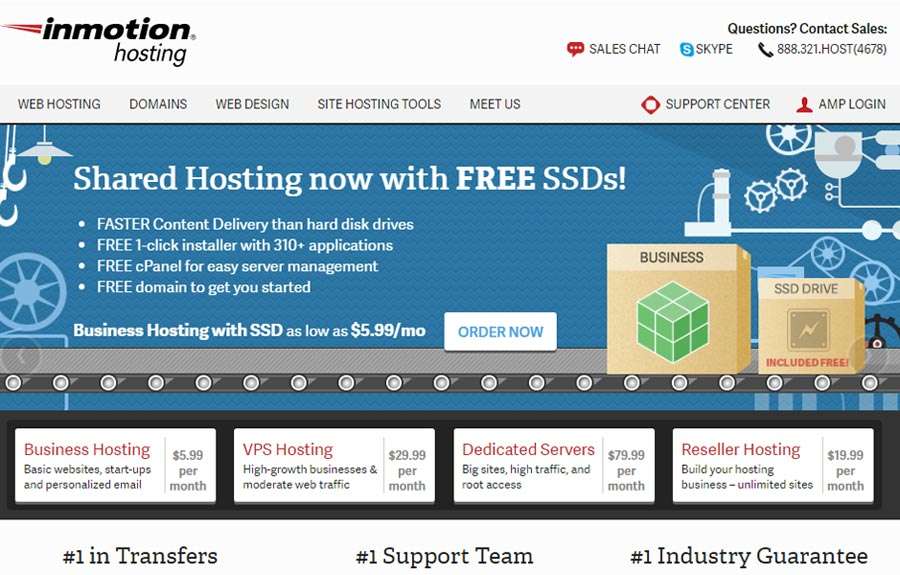 inmotion®
hosting
Questions? Contact Sales:
SALES CHAT SKYPE 888.321.HOST(4678)
WEB HOSTING DOMAINS WEB DESIGN SITE HOSTING TOOLS MEET US SUPPORT CENTER AMP LOGIN
Shared Hosting now with FREE SSDs!
• FASTER Content Delivery than hard disk drives
• FREE 1-click installer with 310+ applications
• FREE cPanel for easy server management
• FREE domain to get you started
Business Hosting with SSD as low as $5.99/mo
ORDER NOW
BUSINESS
SSD DRIVE
INCLUDED FREE!
Business Hosting
Basic websites, start-ups
and personalized email
$5.99
per
month
VPS Hosting
High-growth businesses &
moderate web traffic
$29.99
per
month
Dedicated Servers
Big sites, high traffic, and
root access
$79.99
per
month
Reseller Hosting
Build your hosting
business – unlimited sites
$19.99
per
month
#1 in Transfers
#1 Support Team
#1 Industry Guarantee